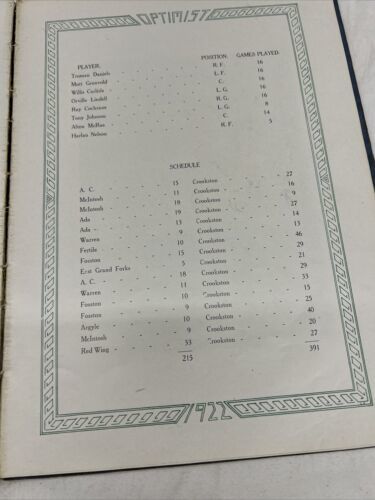 OPTIMIST
PLAYER. POSITION. GAMES PLAYED.
Truman Daniels - - - R. F. 16
Matt Gronvold - - - L. F. 16
Willis Carlisle - - - C. 16
Orville Lindell - - - L. G. 16
Ray Cochrane - - - R. G. 16
Tony Johnson - - - L. G. 8
Alton McRae - - - C. 14
Harlan Nelson - - - R. F. 5
SCHEDULE
A. C. - - - 15 Crookston - - 27
McIntosh - - - 11 Crookston - - 16
McIntosh - - - 18 Crookston - - 9
Ada - - - 19 Crookston - - 27
Ada - - - 13 Crookston - - 14
Warren - - - 9 Crookston - - 13
Fertile - - - 10 Crookston - - 46
Fosston - - - 15 Crookston - - 29
East Grand Forks - - - 5 Crookston - - 21
A. C. - - - 18 Crookston - - 29
Warren - - - 11 Crookston - - 33
Fosston - - - 10 Crookston - - 15
Fosston - - - 9 Crookston - - 25
Argyle - - - 10 Crookston - - 40
McIntosh - - - 9 Crookston - - 20
Red Wing - - - 33 Crookston - - 27
215 391
1922